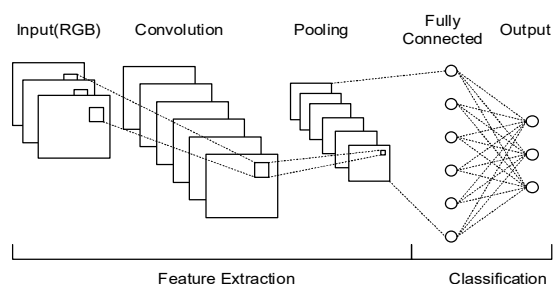 Input(RGB)
Convolution
Pooling
Fully
Connected
Output
Feature Extraction
Classification